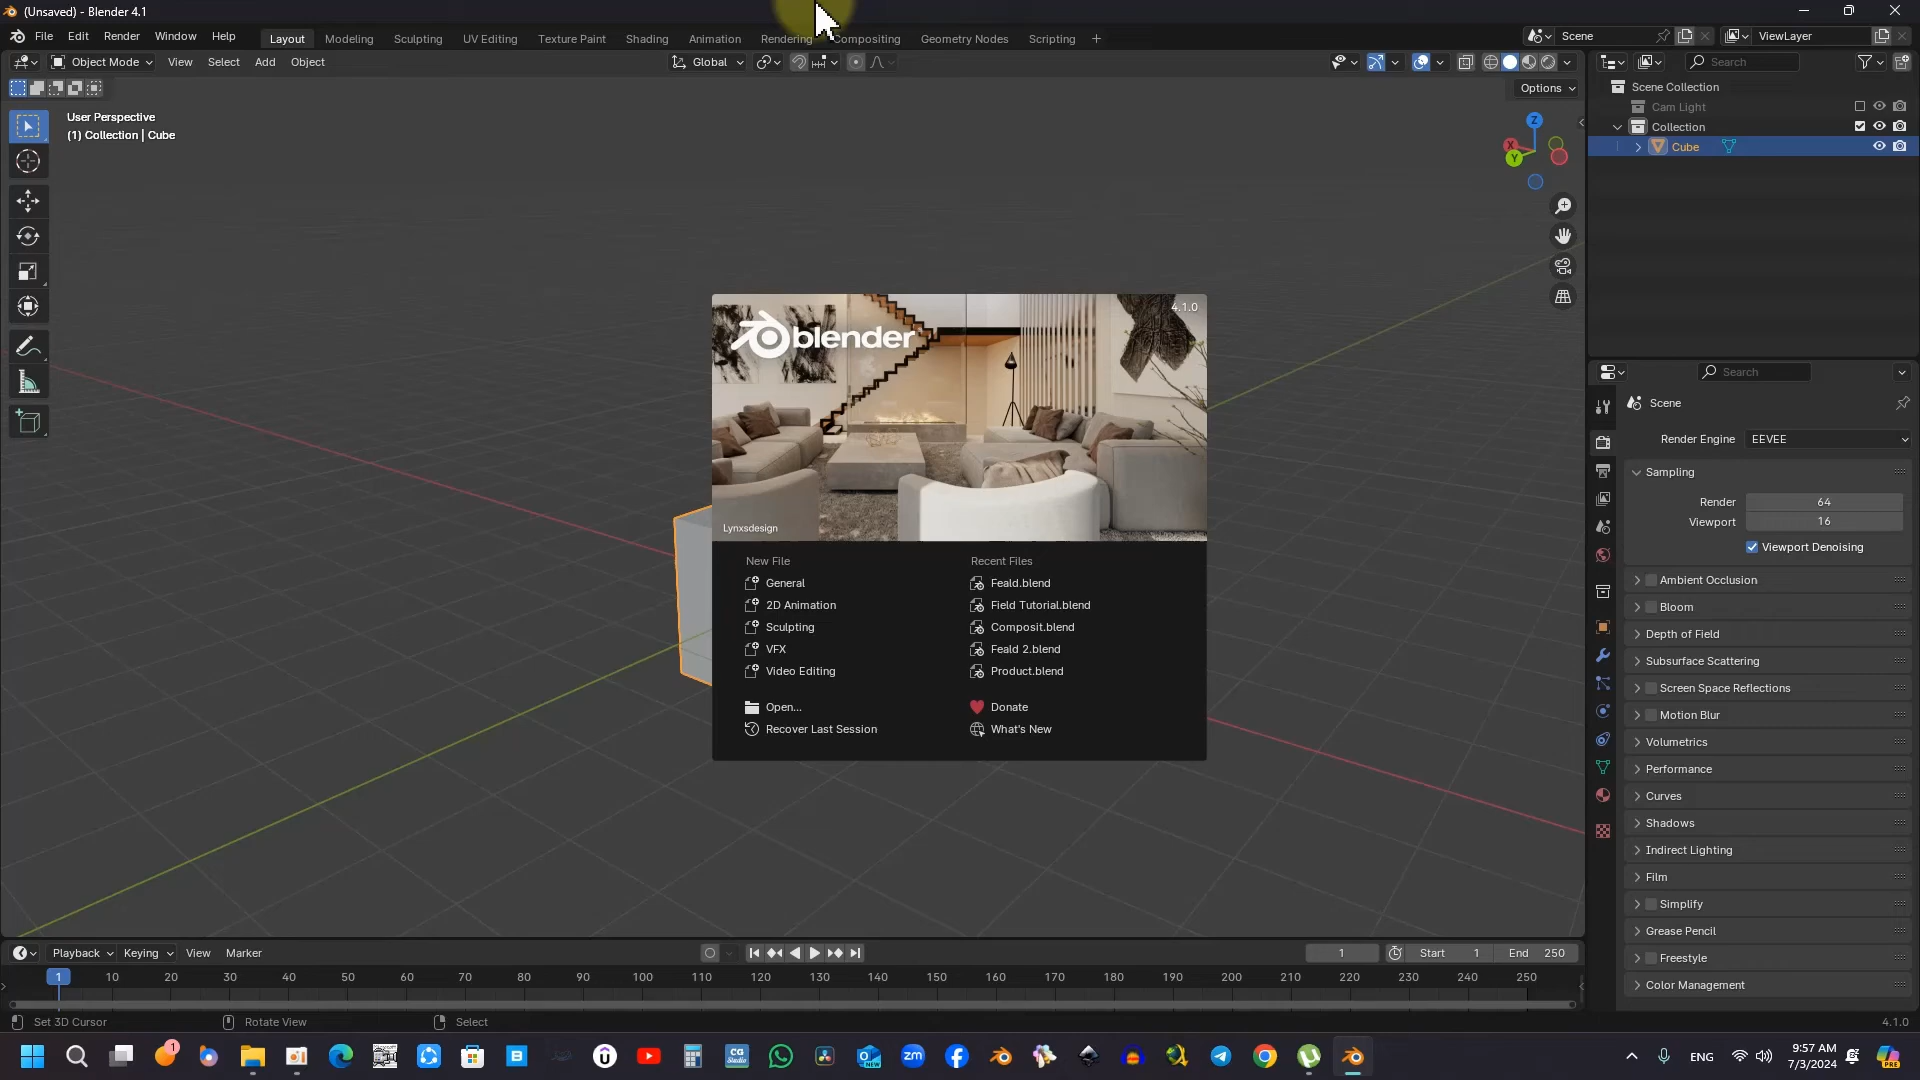 (Unsaved) - Blender 4.1
File Edit Render Window Help Layout Modeling Sculpting UV Editing Texture Paint Shading Animation Rendering Compositing Geometry Nodes Scripting + Scene ViewLayer
Object Mode View Select Add Object Global Search
Options
User Perspective
(1) Collection | Cube
Z
X
Y
Scene Collection
Cam Light
Collection
Cube
blender
4.1.0
Lynxsdesign
New File
General
2D Animation
Sculpting
VFX
Video Editing
Open...
Recover Last Session
Recent Files
Feald.blend
Field Tutorial.blend
Composit.blend
Feald 2.blend
Product.blend
Donate
What's New
Search
Scene
Render Engine EEVEE
Sampling
Render 64
Viewport 16
Viewport Denoising
Ambient Occlusion
Bloom
Depth of Field
Subsurface Scattering
Screen Space Reflections
Motion Blur
Volumetrics
Performance
Curves
Shadows
Indirect Lighting
Film
Simplify
Grease Pencil
Freestyle
Color Management
Playback Keying View Marker 1 Start 1 End 250
1 10 20 30 40 50 60 70 80 90 100 110 120 130 140 150 160 170 180 190 200 210 220 230 240 250
Set 3D Cursor Rotate View Select 4.1.0
1 B CG Studio zm NEW ENG 9:57 AM PRE
7/3/2024